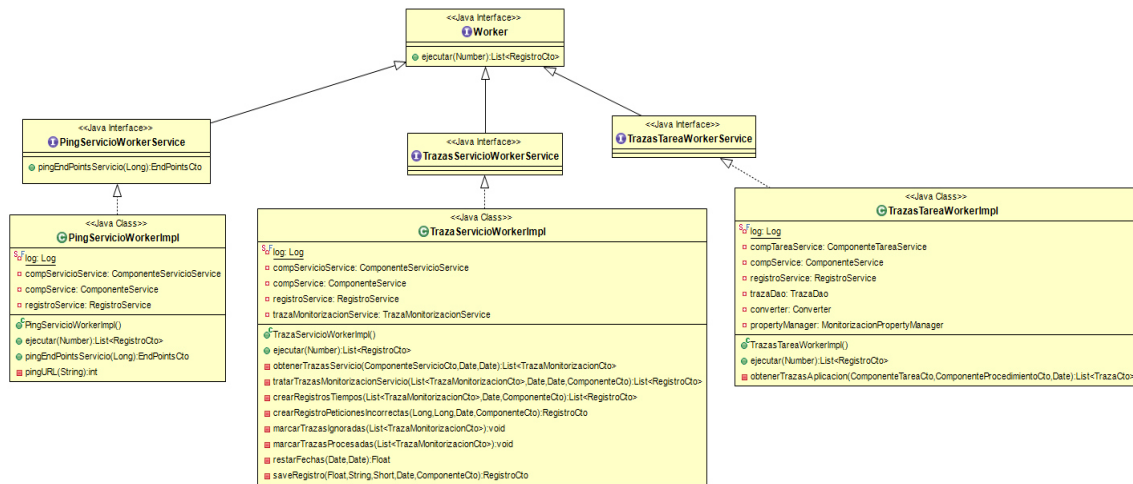 <<Java Interface>>
Worker
ejecutar(Number):List<RegistroCto>
<<Java Interface>>
PingServicioWorkerService
pingEndPointsServicio(Long):EndPointsCto
<<Java Interface>>
TrazasServicioWorkerService
<<Java Interface>>
TrazasTareaWorkerService
<<Java Class>>
PingServicioWorkerImpl
log: Log
compServicioService: ComponenteServicioService
compService: ComponenteService
registroService: RegistroService
PingServicioWorkerImpl()
ejecutar(Number):List<RegistroCto>
pingEndPointsServicio(Long):EndPointsCto
pingURL(String):int
<<Java Class>>
TrazaServicioWorkerImpl
log: Log
compServicioService: ComponenteServicioService
compService: ComponenteService
registroService: RegistroService
trazaMonitorizacionService: TrazaMonitorizacionService
TrazaServicioWorkerImpl()
ejecutar(Number):List<RegistroCto>
obtenerTrazasServicio(ComponenteServicioCto,Date,Date):List<TrazaMonitorizacionCto>
tratarTrazasMonitorizacionServicio(List<TrazaMonitorizacionCto>,Date,Date,ComponenteCto):List<RegistroCto>
crearRegistrosTiempos(List<TrazaMonitorizacionCto>,Date,ComponenteCto):List<RegistroCto>
crearRegistroPeticionesIncorrectas(Long,Long,Date,ComponenteCto):RegistroCto
marcarTrazasIgnoradas(List<TrazaMonitorizacionCto>):void
marcarTrazasProcesadas(List<TrazaMonitorizacionCto>):void
restarFechas(Date,Date):Float
saveRegistro(Float,String,Short,Date,ComponenteCto):RegistroCto
<<Java Class>>
TrazasTareaWorkerImpl
log: Log
compTareaService: ComponenteTareaService
compService: ComponenteService
registroService: RegistroService
trazaDao: TrazaDao
converter: Converter
propertyManager: MonitorizacionPropertyManager
TrazasTareaWorkerImpl()
ejecutar(Number):List<RegistroCto>
obtenerTrazasAplicacion(ComponenteTareaCto,ComponenteProcedimientoCto,Date):List<TrazaCto>